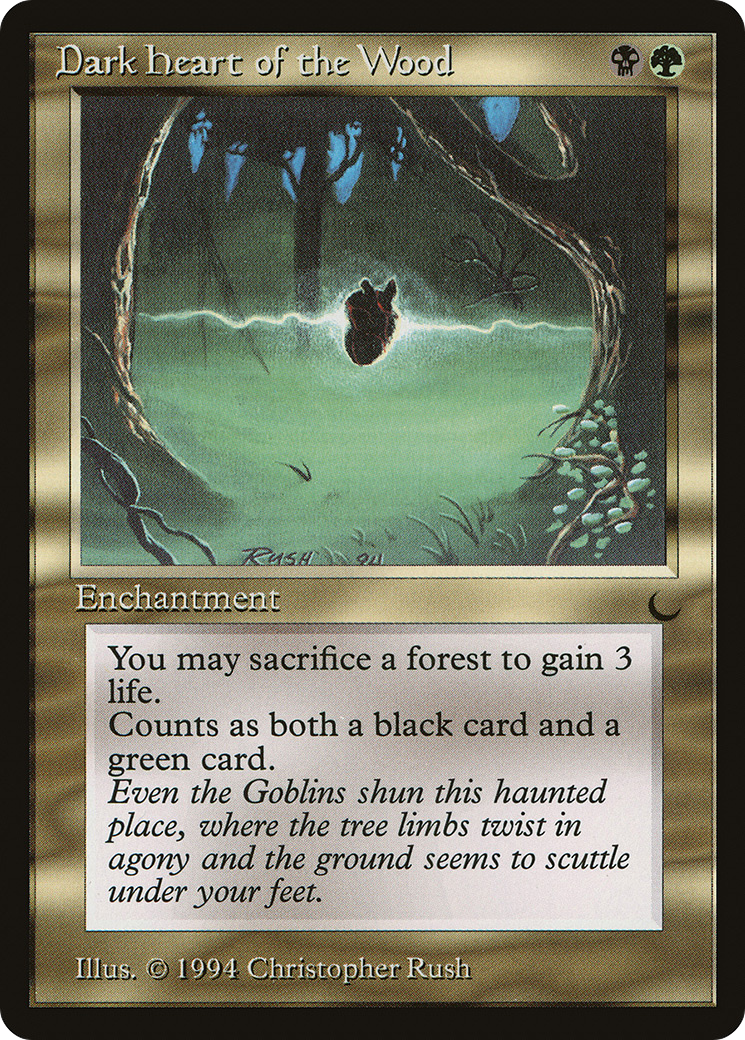 Dark Heart of the Wood
RUSH 94
Enchantment
You may sacrifice a forest to gain 3
life.
Counts as both a black card and a
green card.
Even the Goblins shun this haunted
place, where the tree limbs twist in
agony and the ground seems to scuttle
under your feet.
Illus. © 1994 Christopher Rush